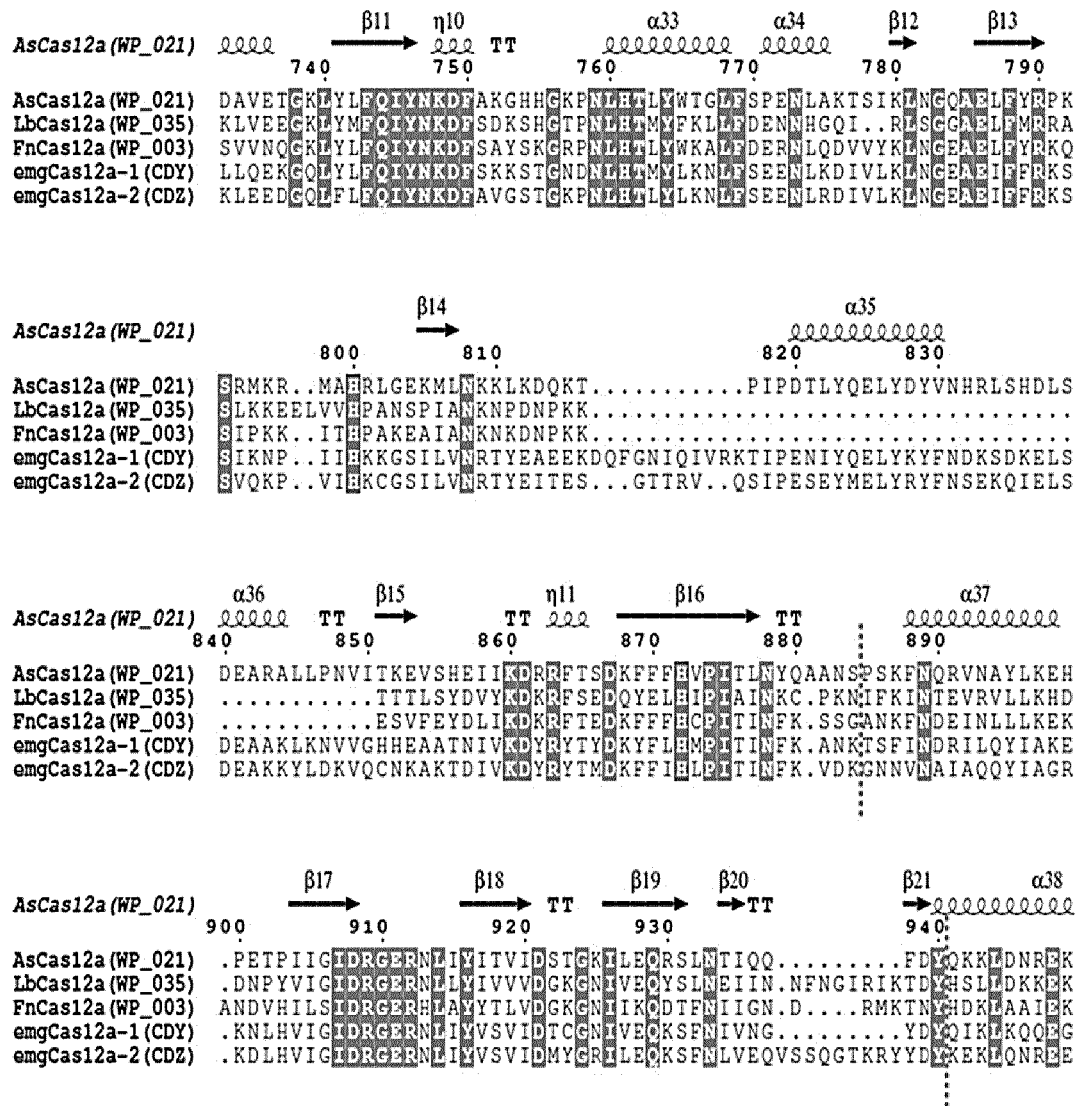 β11 η10 α33 α34 β12 β13
AsCas12a(WP_021) TT
740 750 760 770 780 790
AsCas12a(WP_021) DAVETGKLYLFQIYNKDFAKGHHGKPNLHTLYWTGLFSPENLAKTSIKLNGQAELFYRPK
LbCas12a(WP_035) KLVEEGKLYMFQIYNKDFSDKSHGTPNLHTMYFKLLFDENNHGQI..RLSGGAELFMRRA
FnCas12a(WP_003) SVVNQGKLYLFQIYNKDFSAYSKGRPNLHTLYWKALFDERNLQDVVYKLNGEAELFYRKQ
emgCas12a-1(CDY) LLQEKGQLYLFQIYNKDFSKKSTGNDNLHTMYLKNLFSEENLKDIVLKLNGEAEIFFRKS
emgCas12a-2(CDZ) KLEEDGQLFLFQIYNKDFAVGSTGKPNLHTLYLKNLFSEENLRDIVLKLNGEAEIFFRKS
β14 α35
AsCas12a(WP_021)
800 810 820 830
AsCas12a(WP_021) SRMKR..MAHRLGEKMLNKKLKDQKT...........PIPDTLYQELYDYVNHRLSHDLS
LbCas12a(WP_035) SLKKEELVVHPANSPIANKNPDNPKK..................................
FnCas12a(WP_003) SIPKK..ITHPAKEAIANKNKDNPKK..................................
emgCas12a-1(CDY) SIKNP..IIHKKGSILVNRTYEAEEKDQFGNIQIVRKTIPENIYQELYKYFNDKSDKELS
emgCas12a-2(CDZ) SVQKP..VIHKCGSILVNRTYEITES...GTTRV..QSIPESEYMELYRYFNSEKQIELS
α36 β15 η11 β16 α37
AsCas12a(WP_021) TT TT TT
840 850 860 870 880 890
AsCas12a(WP_021) DEARALLPNVITKEVSHEIIKDRRFTSDKFFFHVPITLNYQAANSPSKFNQRVNAYLKEH
LbCas12a(WP_035) ...........TTTLSYDVYKDKRFSEDQYELHIPIAINKC.PKNIFKINTEVRVLLKHD
FnCas12a(WP_003) ...........ESVFEYDLIKDKRFTEDKFFFHCPITINFK.SSGANKFNDEINLLLKEK
emgCas12a-1(CDY) DEAAKLKNVVGHHEAATNIVKDYRYTYDKYFLHMPITINFK.ANKTSFINDRILQYIAKE
emgCas12a-2(CDZ) DEAKKYLDKVQCNKAKTDIVKDYRYTMDKFFIHLPITINFK.VDKGNNVNAIAQQYIAGR
β17 β18 β19 β20 β21 α38
AsCas12a(WP_021) TT TT
900 910 920 930 940
AsCas12a(WP_021) .PETPIIGIDRGERNLIYITVIDSTGKILEQRSLNTIQQ.........FDYQKKLDNREK
LbCas12a(WP_035) .DNPYVIGIDRGERNLLYIVVVDGKGNIVEQYSLNEIIN.NFNGIRIKTDYHSLLDKKEK
FnCas12a(WP_003) ANDVHILSIDRGERHLAYYTLVDGKGNIIKQDTFNIIGN.D....RMKTNYHDKLAAIEK
emgCas12a-1(CDY) .KNLHVIGIDRGERNLIYVSVIDTCGNIVEQKSFNIVNG.........YDYQIKLKQQEG
emgCas12a-2(CDZ) .KDLHVIGIDRGERNLIYVSVIDMYGRILEQKSFNLVEQVSSQGTKRYYDYKEKLQNREE